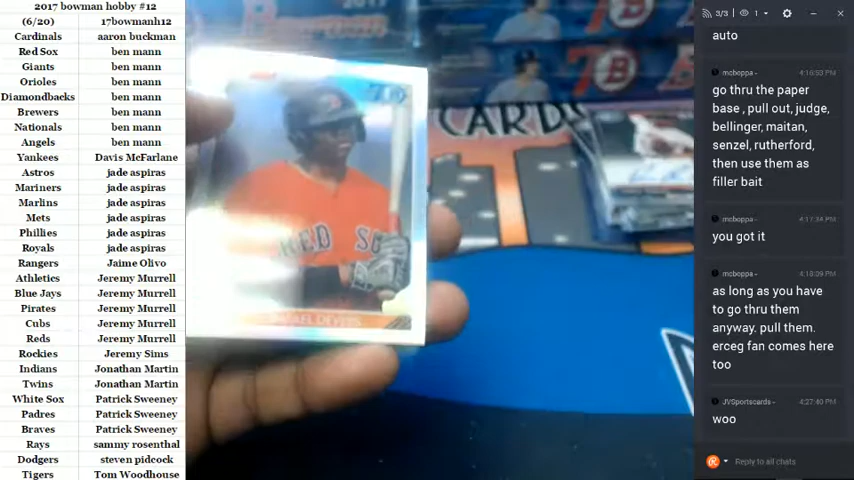 2017 bowman hobby #12
(6/20) 17bowmanh12
Cardinals aaron buckman
Red Sox ben mann
Giants ben mann
Orioles ben mann
Diamondbacks ben mann
Brewers ben mann
Nationals ben mann
Angels ben mann
Yankees Davis McFarlane
Astros jade aspiras
Mariners jade aspiras
Marlins jade aspiras
Mets jade aspiras
Phillies jade aspiras
Royals jade aspiras
Rangers Jaime Olivo
Athletics Jeremy Murrell
Blue Jays Jeremy Murrell
Pirates Jeremy Murrell
Cubs Jeremy Murrell
Reds Jeremy Murrell
Rockies Jeremy Sims
Indians Jonathan Martin
Twins Jonathan Martin
White Sox Patrick Sweeney
Padres Patrick Sweeney
Braves Patrick Sweeney
Rays sammy rosenthal
Dodgers steven pidcock
Tigers Tom Woodhouse
CARDS
RED SO
3/3 1
auto
mcboppa - 4:16:53 PM
go thru the paper
base , pull out, judge,
bellinger, maitan,
senzel, rutherford,
then use them as
filler bait
mcboppa - 4:17:34 PM
you got it
mcboppa - 4:18:09 PM
as long as you have
to go thru them
anyway. pull them.
erceg fan comes here
too
JVSportscards - 4:27:40 PM
woo
Reply to all chats